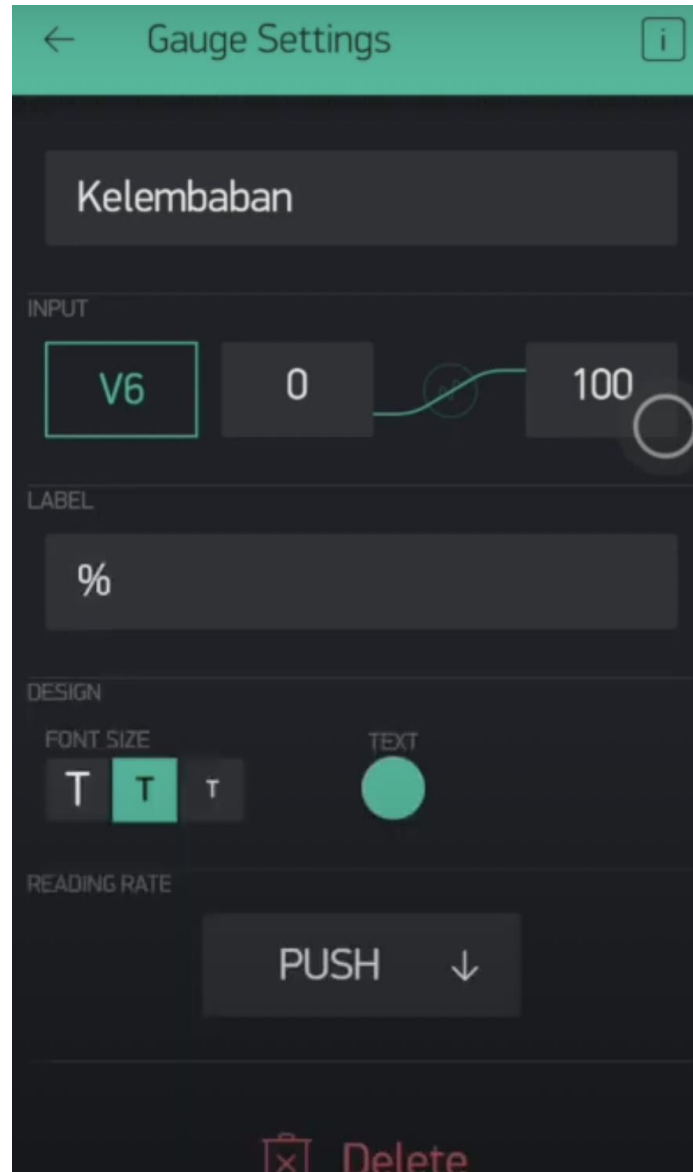 Gauge Settings
i
Kelembaban
INPUT
V6 0 100
LABEL
%
DESIGN
FONT SIZE TEXT
T T T
READING RATE
PUSH ↓
Delete